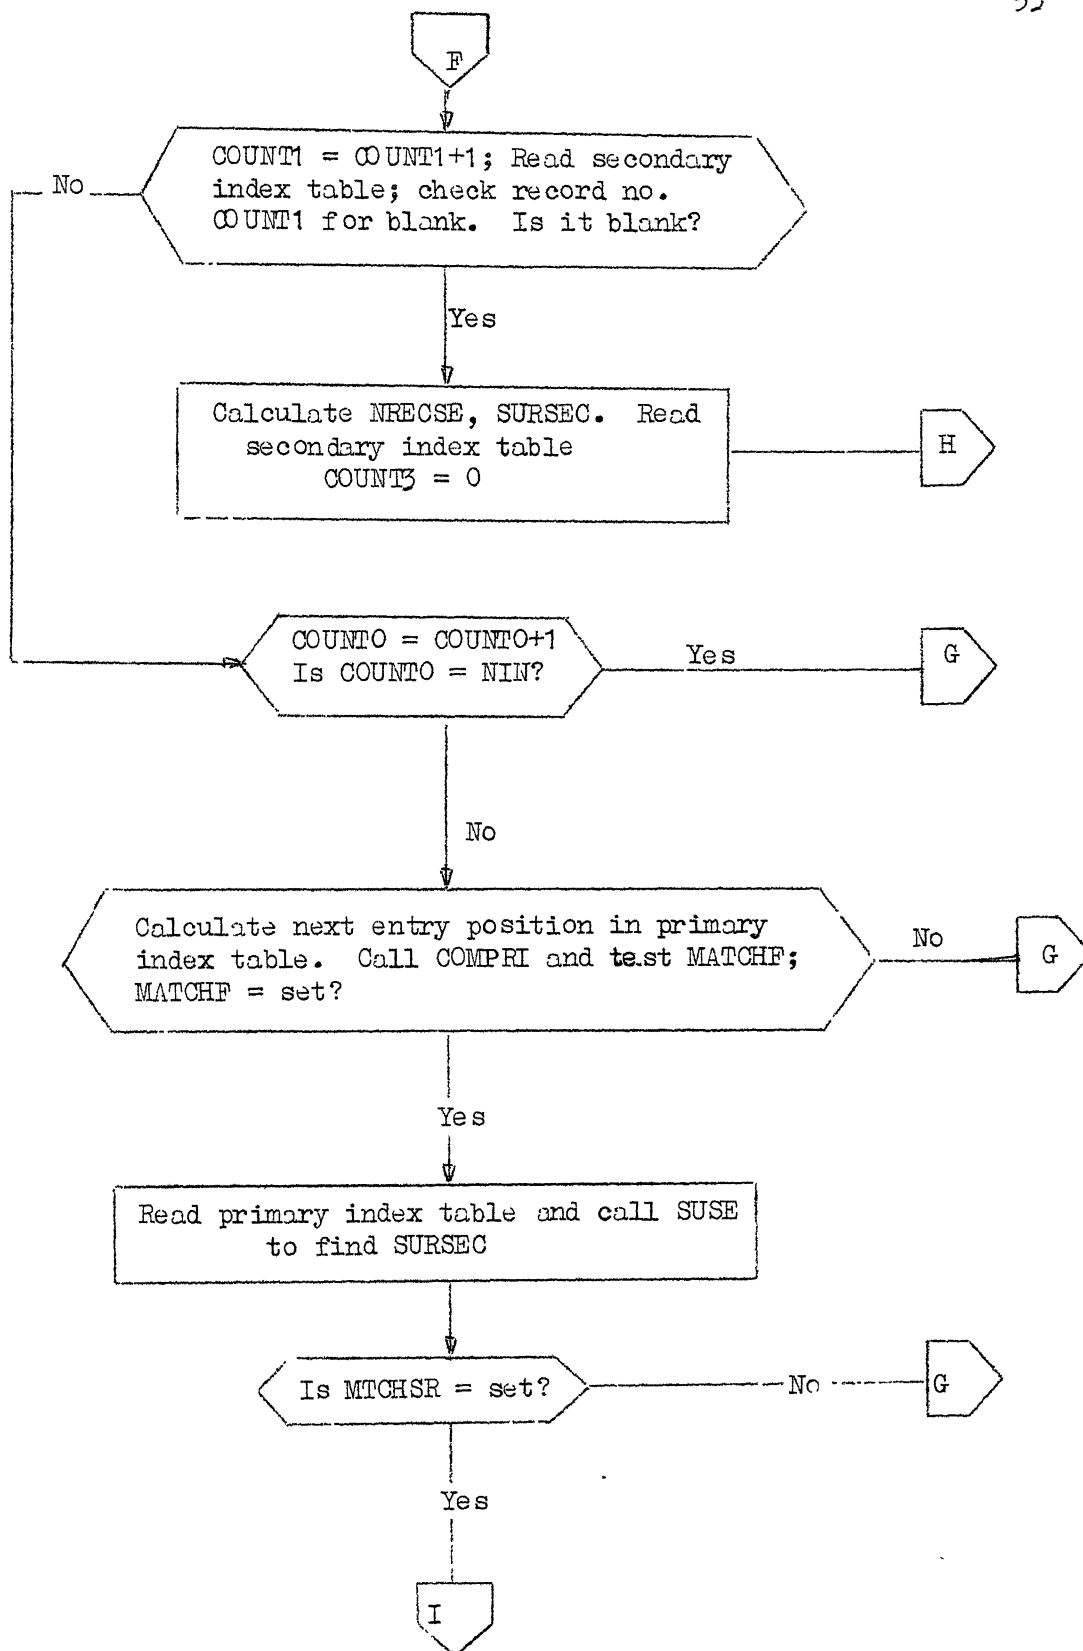 F
COUNT1 = COUNT1+1; Read secondary
index table; check record no.
COUNT1 for blank. Is it blank?
No
Yes
Calculate NRECSE, SURSEC. Read
secondary index table
COUNT3 = 0
H
COUNTO = COUNTO+1
Is COUNTO = NIN?
Yes
G
No
Calculate next entry position in primary
index table. Call COMPRI and test MATCHF;
MATCHF = set?
No
G
Yes
Read primary index table and call SUSE
to find SURSEC
Is MTCHSR = set?
No
G
Yes
I